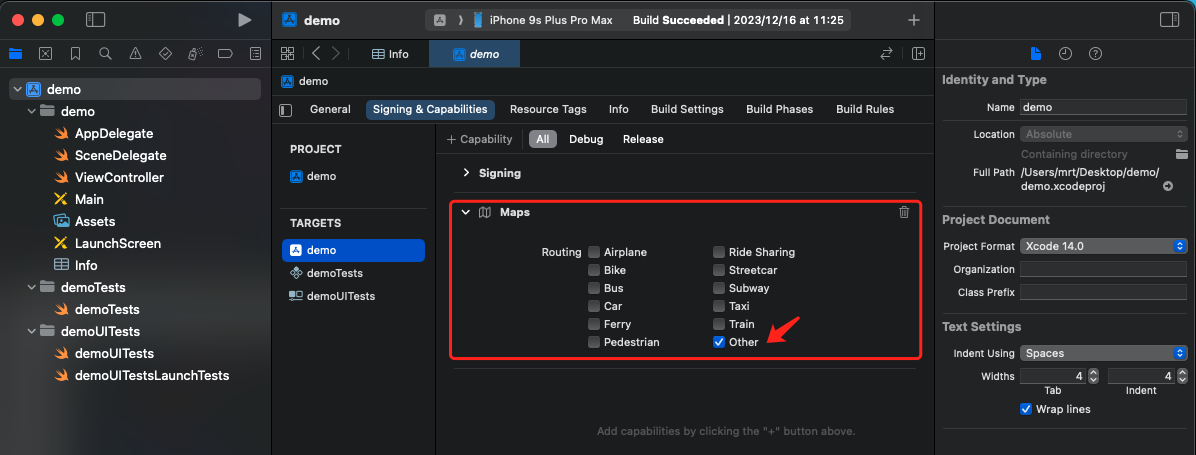 demo
iPhone 9s Plus Pro Max
Build Succeeded | 2023/12/16 at 11:25
Info
demo
demo
General
Signing & Capabilities
Resource Tags
Info
Build Settings
Build Phases
Build Rules
demo
demo
AppDelegate
SceneDelegate
ViewController
Main
Assets
LaunchScreen
Info
demoTests
demoTests
demoUITests
demoUITests
demoUITestsLaunchTests
PROJECT
demo
TARGETS
demo
demoTests
demoUITests
+ Capability
All
Debug
Release
Signing
Maps
Routing
Airplane
Bike
Bus
Car
Ferry
Pedestrian
Ride Sharing
Streetcar
Subway
Taxi
Train
Other
Add capabilities by clicking the "+" button above.
Identity and Type
Name demo
Location Absolute
Containing directory
Full Path /Users/mrt/Desktop/demo/
demo.xcodeproj
Project Document
Project Format Xcode 14.0
Organization
Class Prefix
Text Settings
Indent Using Spaces
Widths 4 4
Tab Indent
Wrap lines